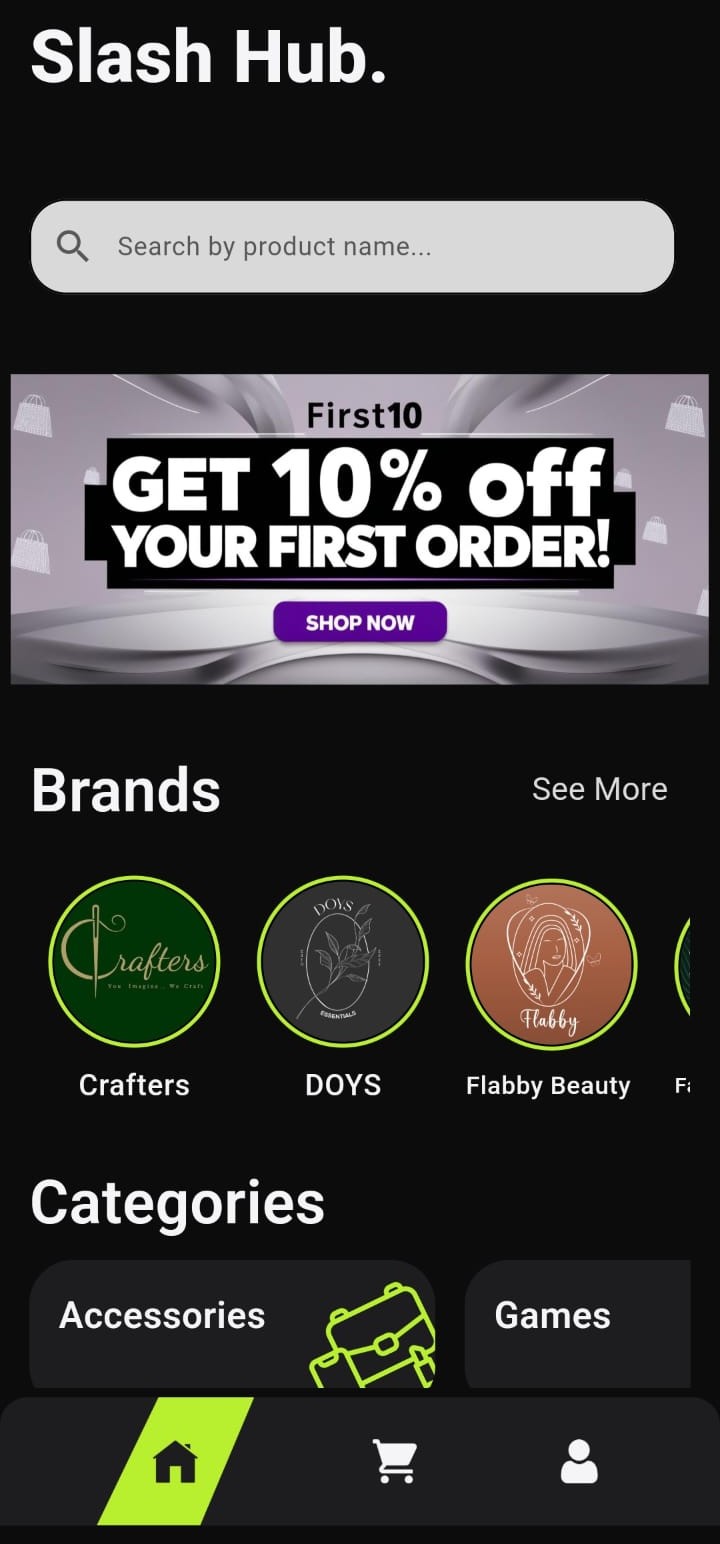 Slash Hub.
Search by product name...
First10
GET 10% off
YOUR FIRST ORDER!
SHOP NOW
Brands
See More
Crafters
You Imagine.. We Craft
DOYS
ESSENTIALS
Flabby
Crafters
DOYS
Flabby Beauty
Categories
Accessories
Games